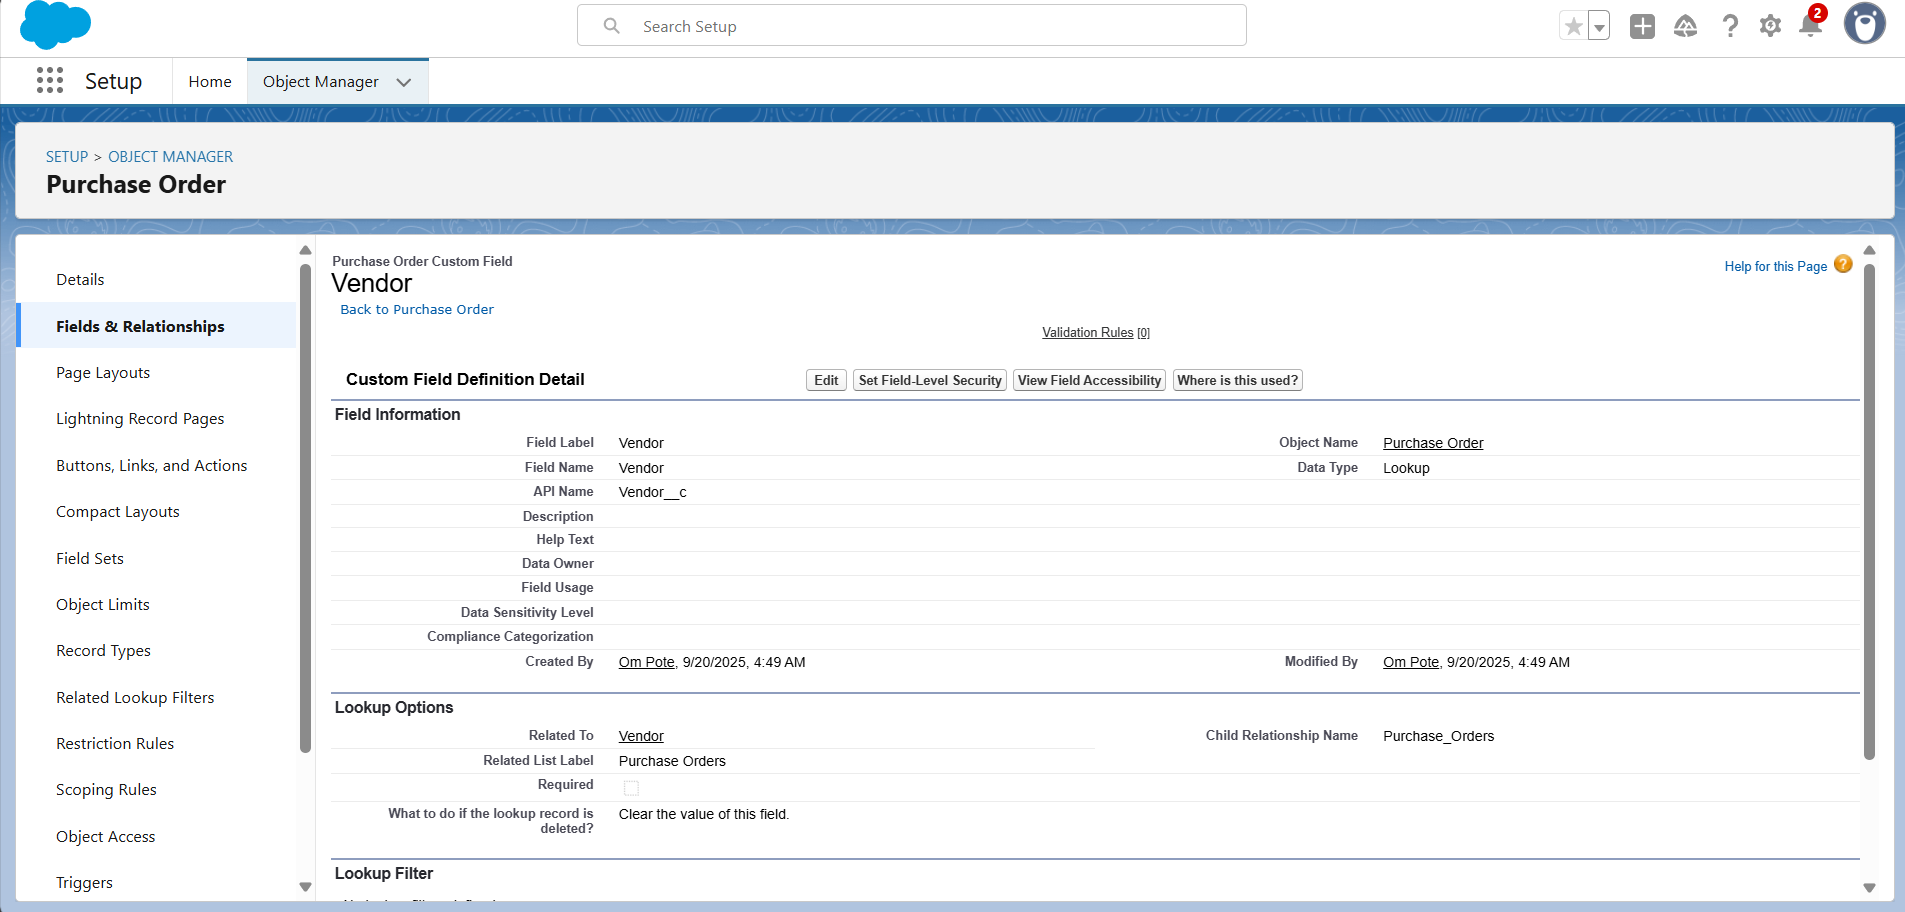 Search Setup
2
Setup
Home
Object Manager
SETUP > OBJECT MANAGER
Purchase Order
Details
Fields & Relationships
Page Layouts
Lightning Record Pages
Buttons, Links, and Actions
Compact Layouts
Field Sets
Object Limits
Record Types
Related Lookup Filters
Restriction Rules
Scoping Rules
Object Access
Triggers
Purchase Order Custom Field
Vendor
Help for this Page ?
Back to Purchase Order
Validation Rules [0]
Custom Field Definition Detail Edit Set Field-Level Security View Field Accessibility Where is this used?
Field Information
Field Label Vendor Object Name Purchase Order
Field Name Vendor Data Type Lookup
API Name Vendor__c
Description
Help Text
Data Owner
Field Usage
Data Sensitivity Level
Compliance Categorization
Created By Om Pote, 9/20/2025, 4:49 AM Modified By Om Pote, 9/20/2025, 4:49 AM
Lookup Options
Related To Vendor Child Relationship Name Purchase_Orders
Related List Label Purchase Orders
Required
What to do if the lookup record is deleted? Clear the value of this field.
Lookup Filter